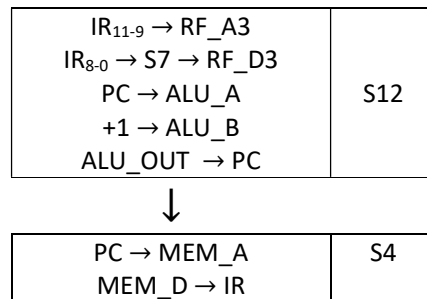 IR₁₁₋₉ → RF_A3
IR₈₋₀ → S7 → RF_D3
PC → ALU_A
+1 → ALU_B
ALU_OUT → PC
S12
↓
PC → MEM_A
MEM_D → IR
S4